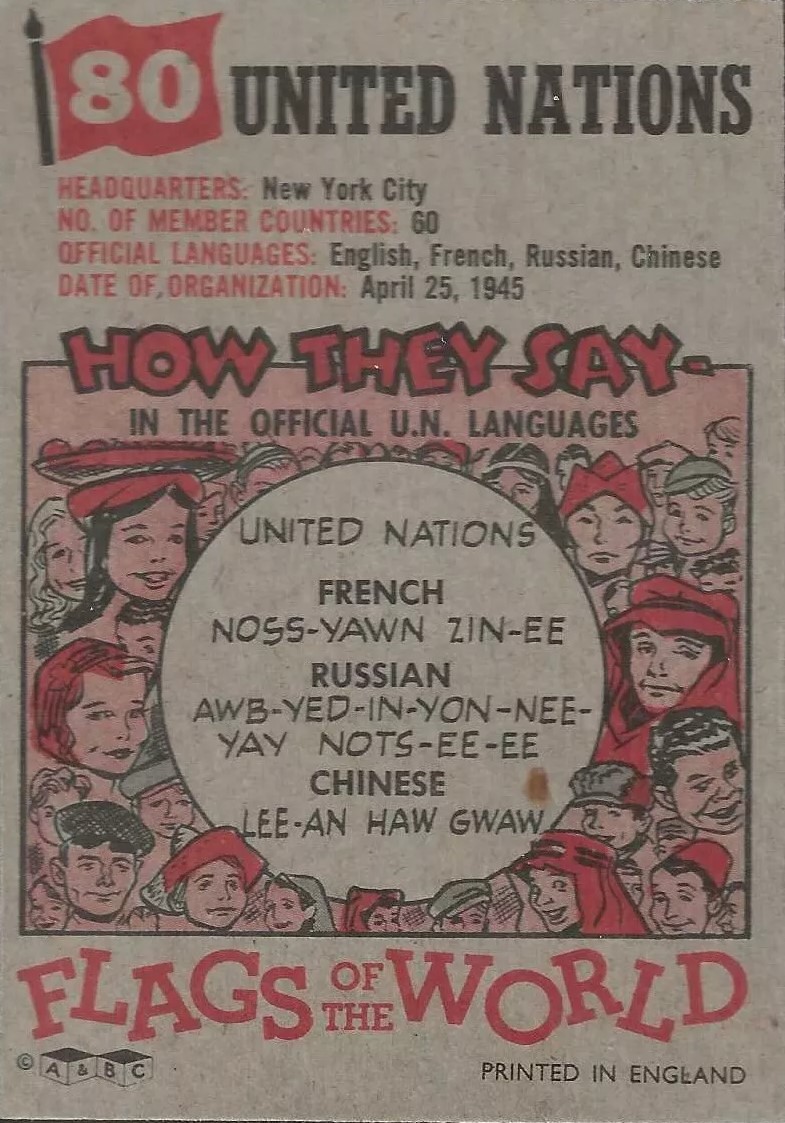 80 UNITED NATIONS
HEADQUARTERS: New York City
NO. OF MEMBER COUNTRIES: 60
OFFICIAL LANGUAGES: English, French, Russian, Chinese
DATE OF ORGANIZATION: April 25, 1945
HOW THEY SAY-
IN THE OFFICIAL U.N. LANGUAGES
UNITED NATIONS
FRENCH
NOSS-YAWN ZIN-EE
RUSSIAN
AWB-YED-IN-YON-NEE-
YAY NOTS-EE-EE
CHINESE
LEE-AN HAW GWAW
FLAGS OF THE WORLD
© A & B C
PRINTED IN ENGLAND